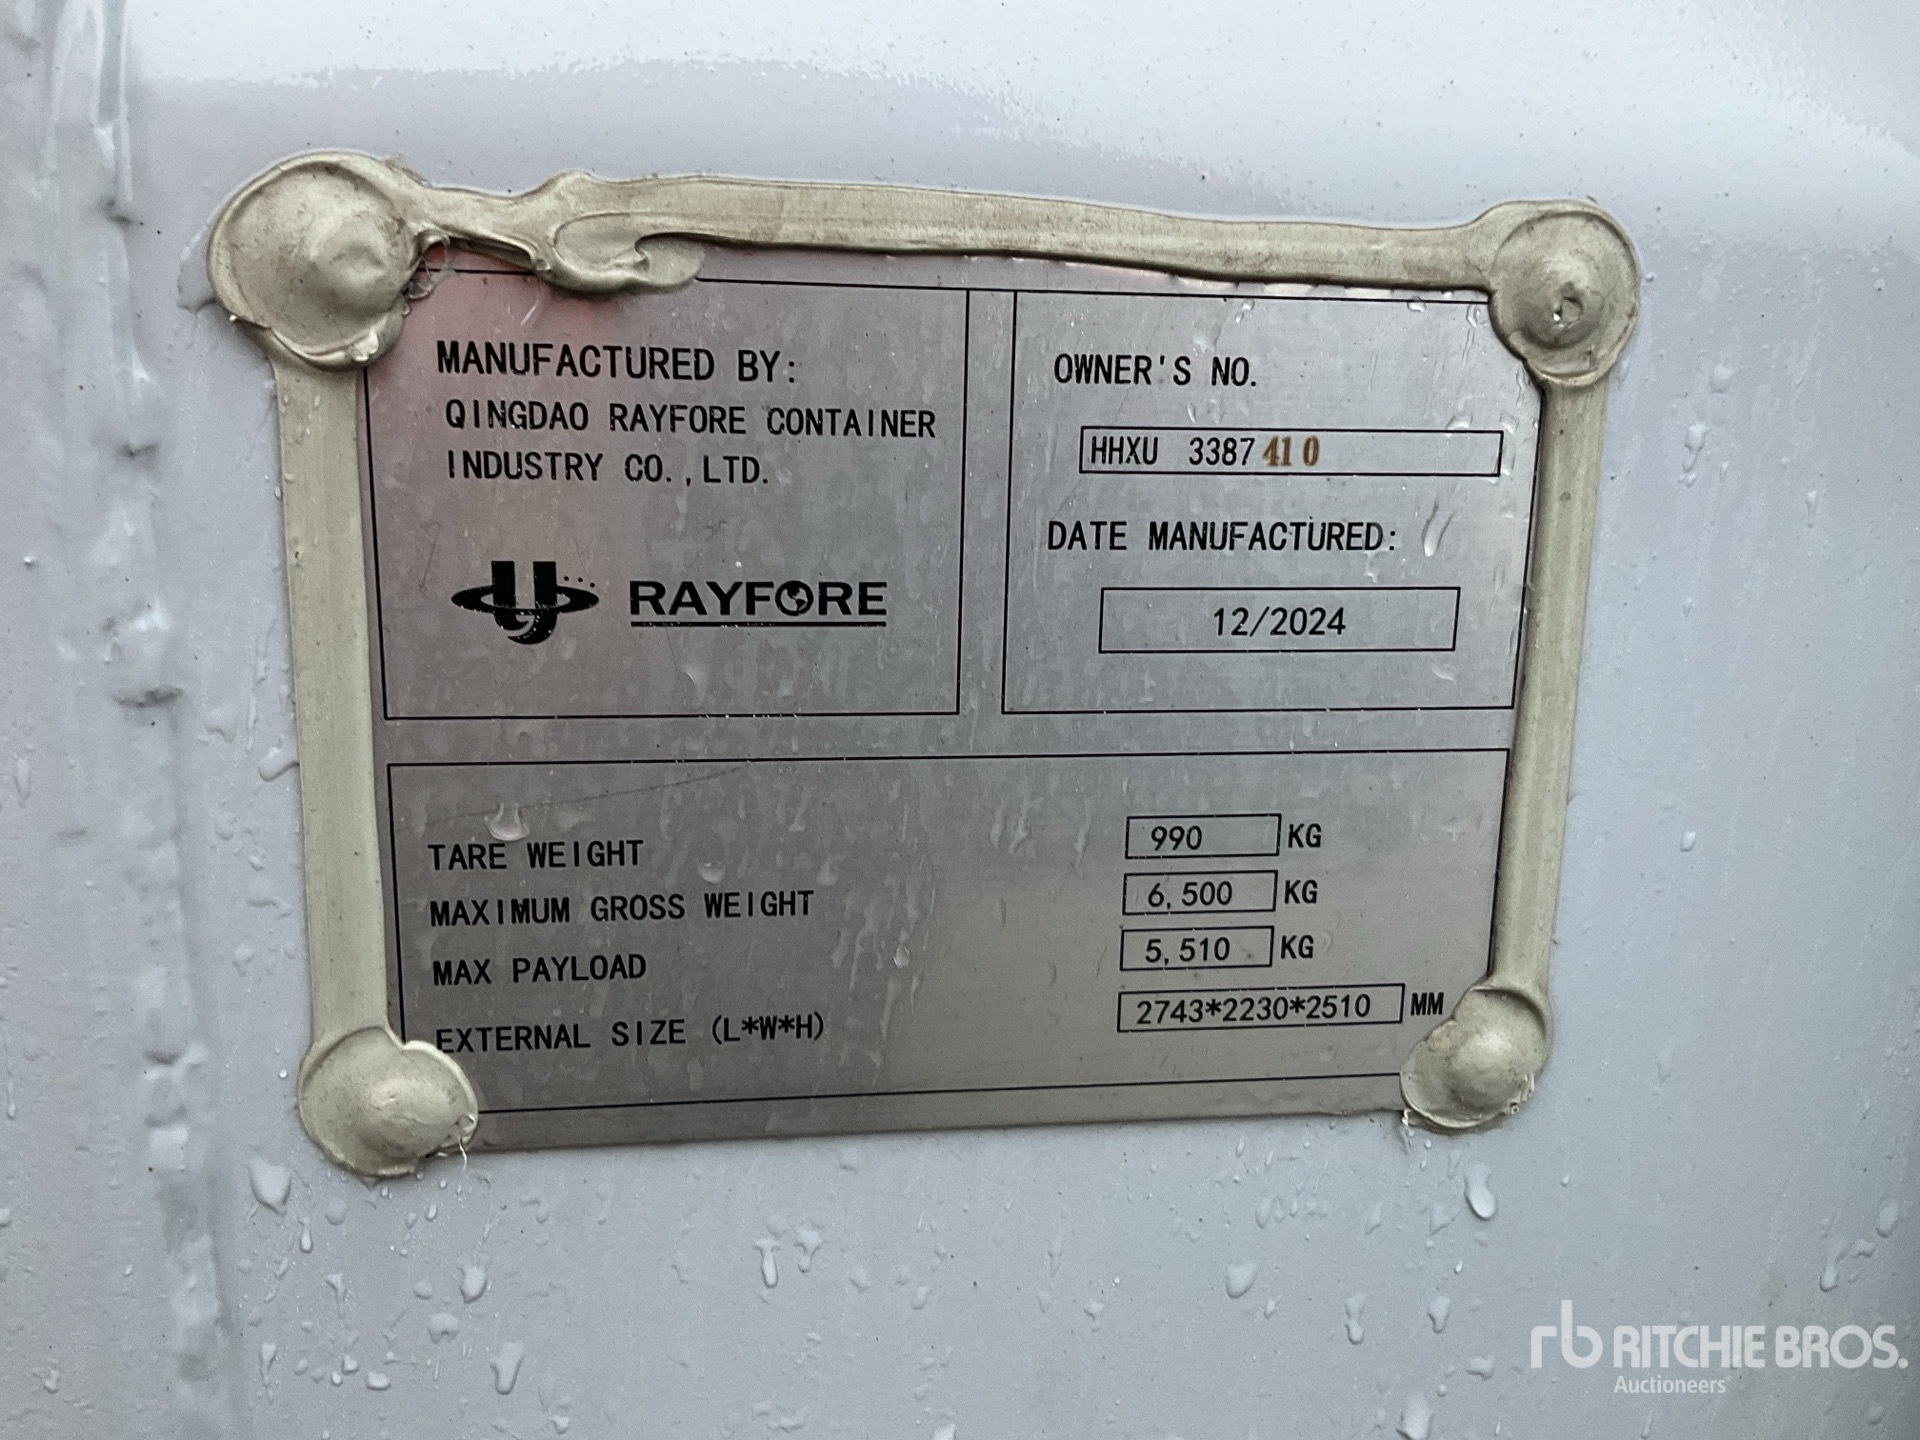 MANUFACTURED BY:
QINGDAO RAYFORE CONTAINER
INDUSTRY CO.,LTD.
RAYFORE
OWNER'S NO.
HHXU 3387410
DATE MANUFACTURED:
12/2024
TARE WEIGHT 990 KG
MAXIMUM GROSS WEIGHT 6,500 KG
MAX PAYLOAD 5,510 KG
EXTERNAL SIZE (L*W*H) 2743*2230*2510 MM
rb RITCHIE BROS.
Auctioneers